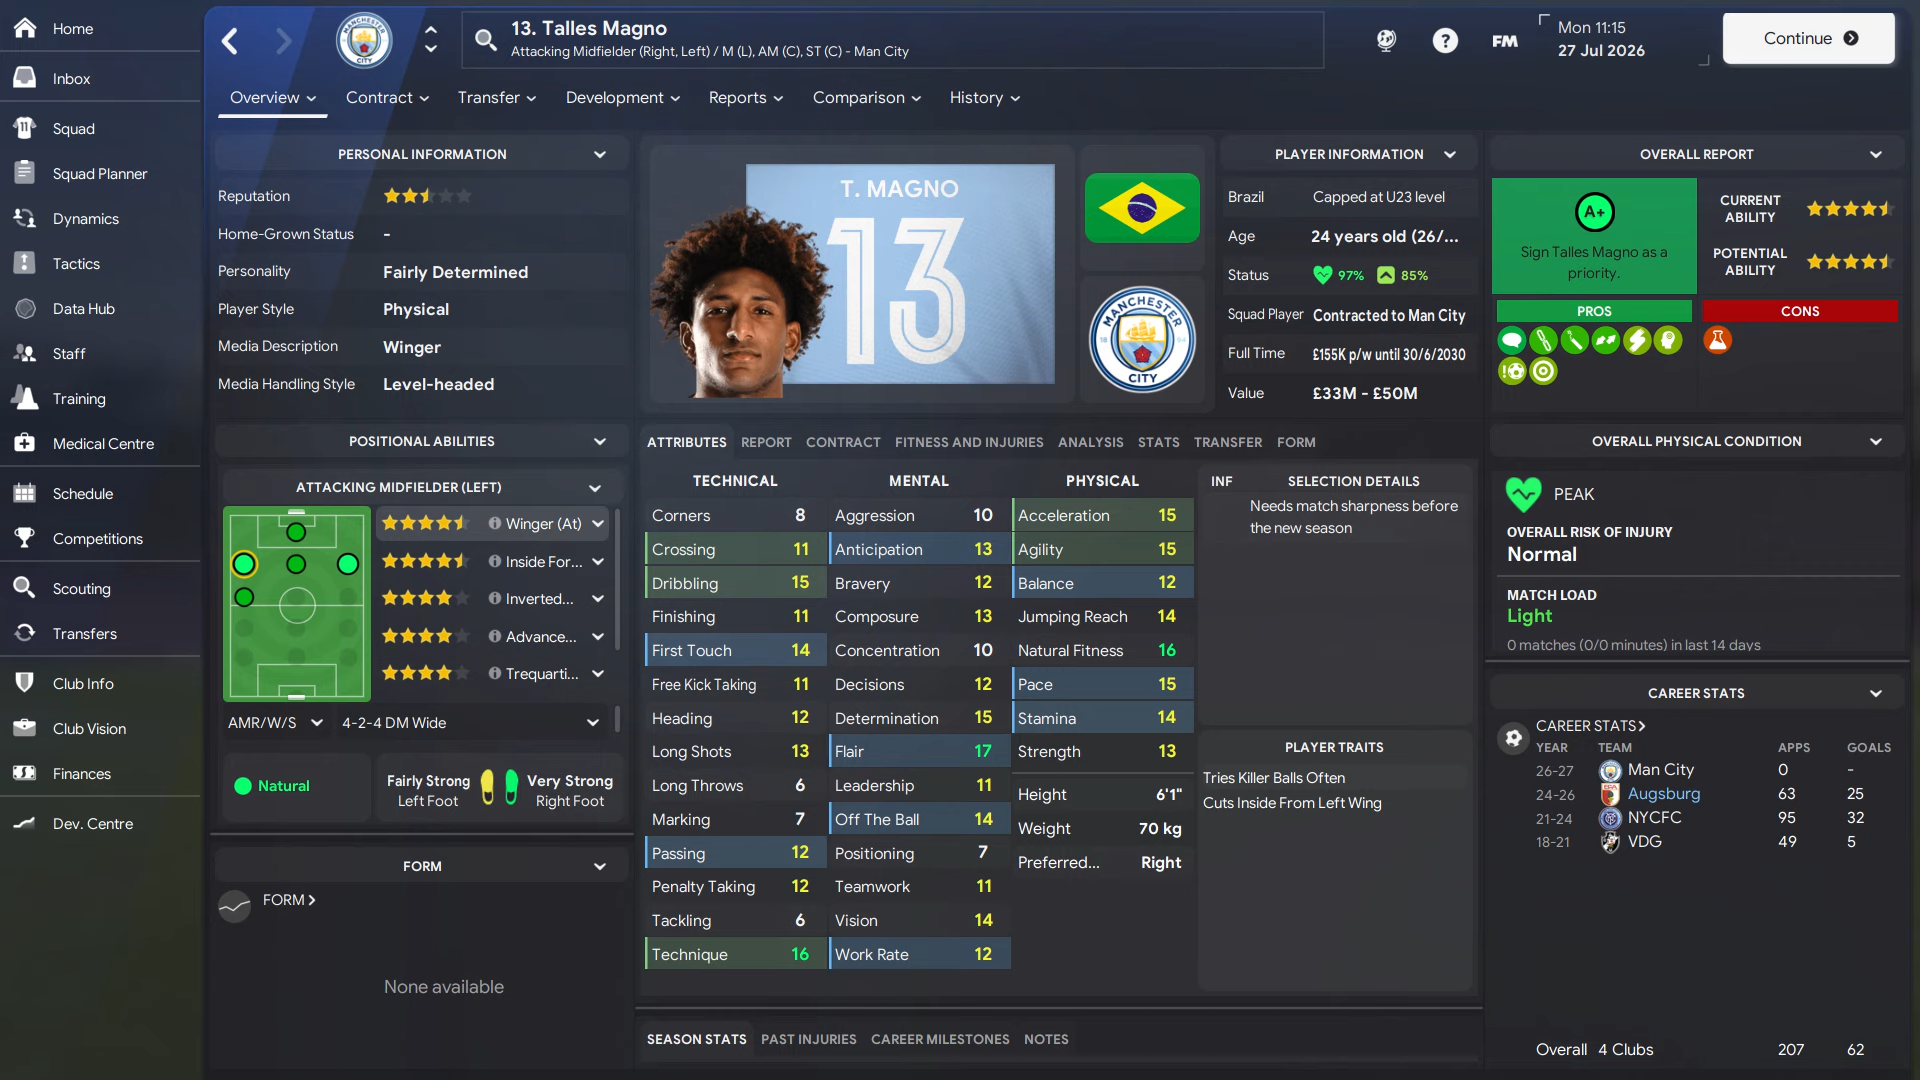 Home
Inbox
Squad
Squad Planner
Dynamics
Tactics
Data Hub
Staff
Training
Medical Centre
Schedule
Competitions
Scouting
Transfers
Club Info
Club Vision
Finances
Dev. Centre
13. Talles Magno
Attacking Midfielder (Right, Left) / M (L), AM (C), ST (C) - Man City
?
FM
Mon 11:15
27 Jul 2026
Continue
Overview
Contract
Transfer
Development
Reports
Comparison
History
PERSONAL INFORMATION
Reputation
Home-Grown Status -
Personality Fairly Determined
Player Style Physical
Media Description Winger
Media Handling Style Level-headed
T. MAGNO
13
MANCHESTER
18 94
CITY
PLAYER INFORMATION
Brazil Capped at U23 level
Age 24 years old (26/...
Status 97% 85%
Squad Player Contracted to Man City
Full Time £155K p/w until 30/6/2030
Value £33M - £50M
OVERALL REPORT
A+
Sign Talles Magno as a
priority.
CURRENT
ABILITY
POTENTIAL
ABILITY
PROS
CONS
POSITIONAL ABILITIES
ATTACKING MIDFIELDER (LEFT)
Winger (At)
Inside For...
Inverted...
Advance...
Trequarti...
AMR/W/S
4-2-4 DM Wide
Natural
Fairly Strong
Left Foot
Very Strong
Right Foot
FORM
FORM
None available
ATTRIBUTES REPORT CONTRACT FITNESS AND INJURIES ANALYSIS STATS TRANSFER FORM
TECHNICAL
Corners 8
Crossing 11
Dribbling 15
Finishing 11
First Touch 14
Free Kick Taking 11
Heading 12
Long Shots 13
Long Throws 6
Marking 7
Passing 12
Penalty Taking 12
Tackling 6
Technique 16
MENTAL
Aggression 10
Anticipation 13
Bravery 12
Composure 13
Concentration 10
Decisions 12
Determination 15
Flair 17
Leadership 11
Off The Ball 14
Positioning 7
Teamwork 11
Vision 14
Work Rate 12
PHYSICAL
Acceleration 15
Agility 15
Balance 12
Jumping Reach 14
Natural Fitness 16
Pace 15
Stamina 14
Strength 13
Height 6'1"
Weight 70 kg
Preferred... Right
INF SELECTION DETAILS
Needs match sharpness before
the new season
PLAYER TRAITS
Tries Killer Balls Often
Cuts Inside From Left Wing
SEASON STATS PAST INJURIES CAREER MILESTONES NOTES
OVERALL PHYSICAL CONDITION
PEAK
OVERALL RISK OF INJURY
Normal
MATCH LOAD
Light
0 matches (0/0 minutes) in last 14 days
CAREER STATS
CAREER STATS
YEAR TEAM APPS GOALS
26-27 Man City 0 -
24-26 Augsburg 63 25
21-24 NYCFC 95 32
18-21 VDG 49 5
Overall 4 Clubs 207 62